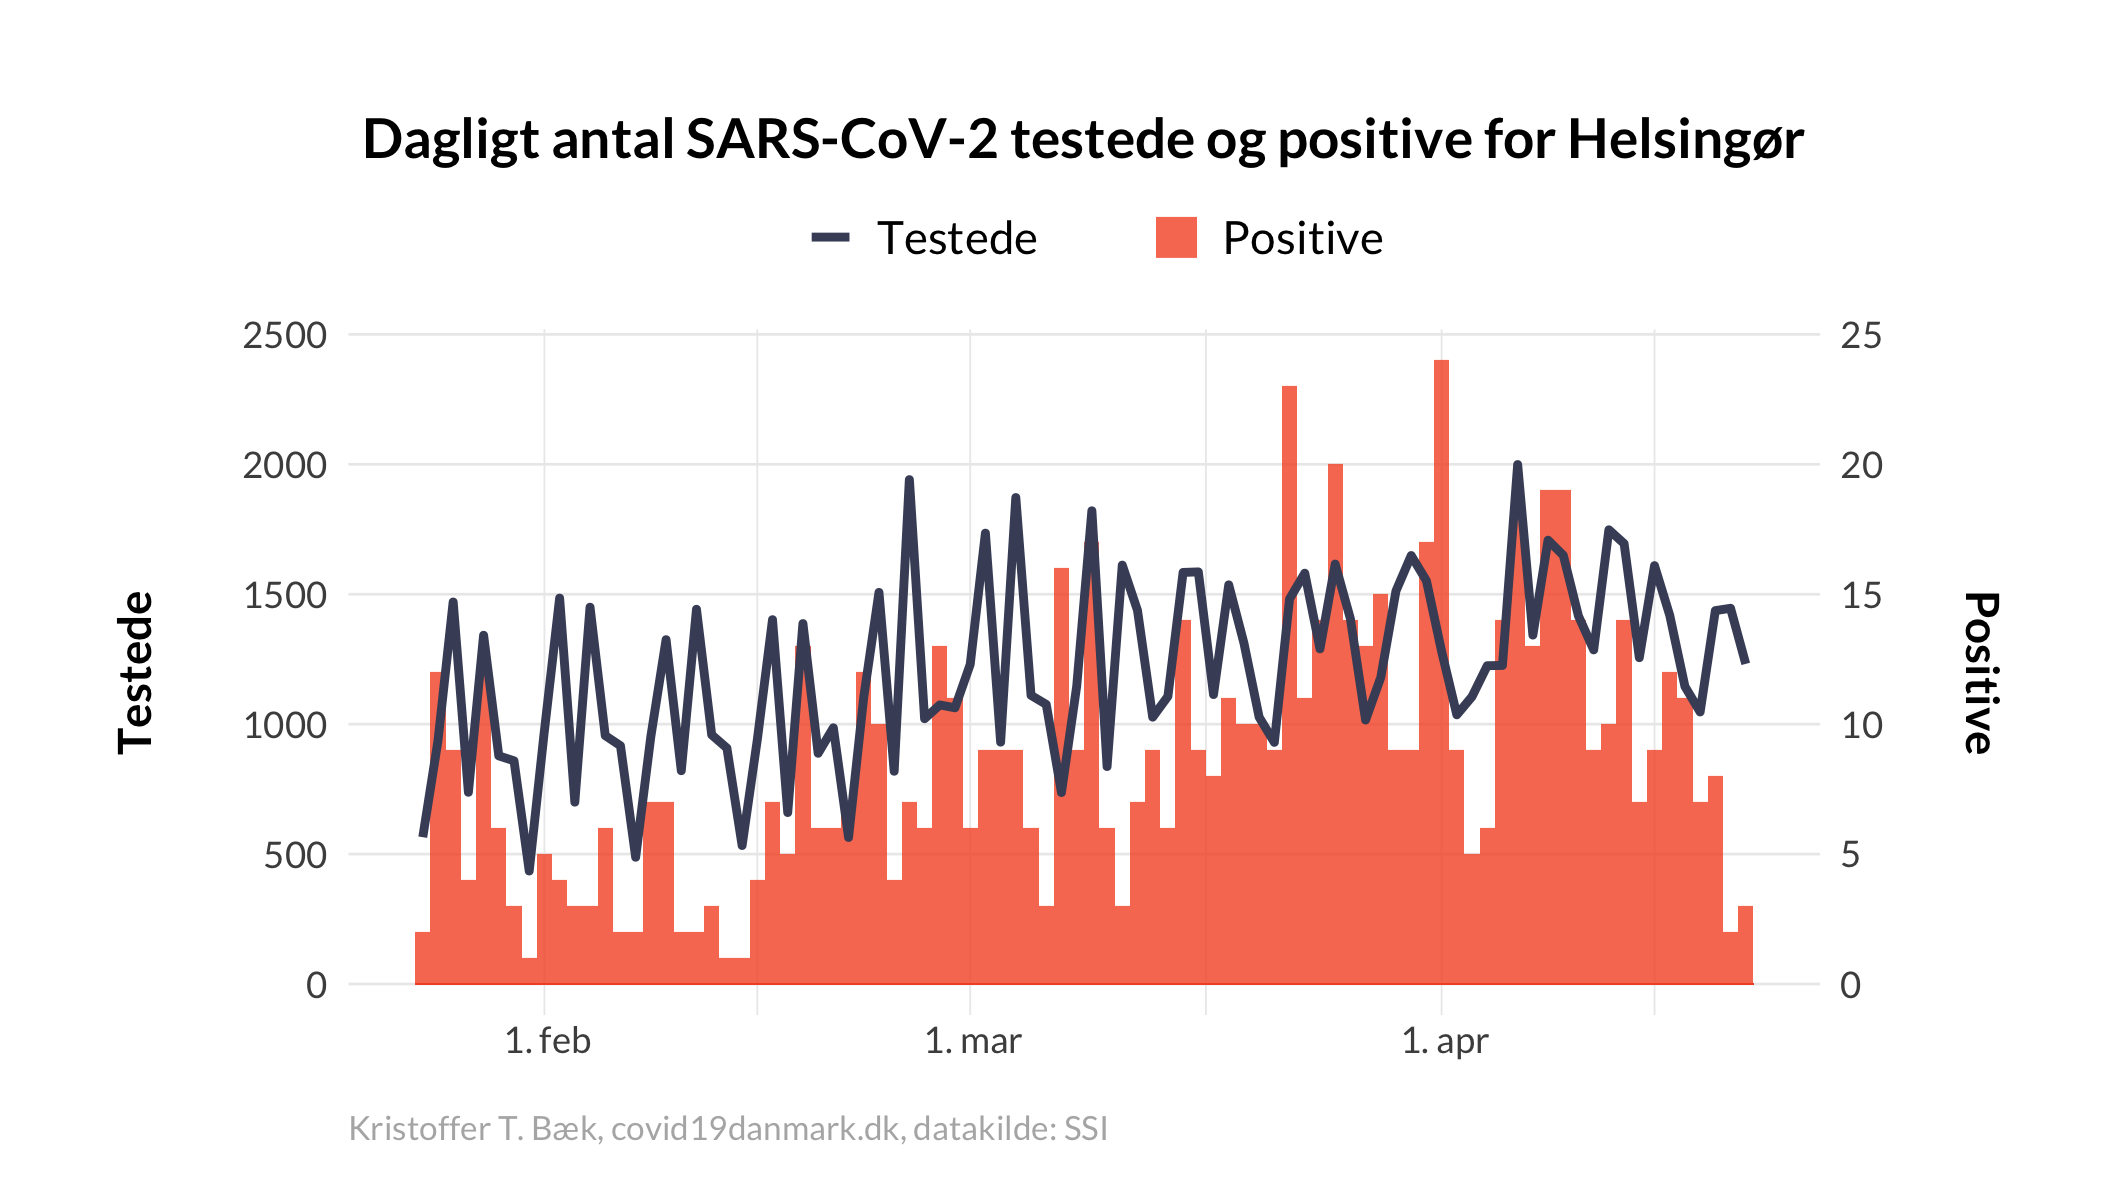 Dagligt antal SARS-CoV-2 testede og positive for Helsingør
Testede Positive
2500 25
2000 20
1500 15
1000 10
500 5
0 0
Testede
Positive
1. feb 1. mar 1. apr
Kristoffer T. Bæk, covid19danmark.dk, datakilde: SSI